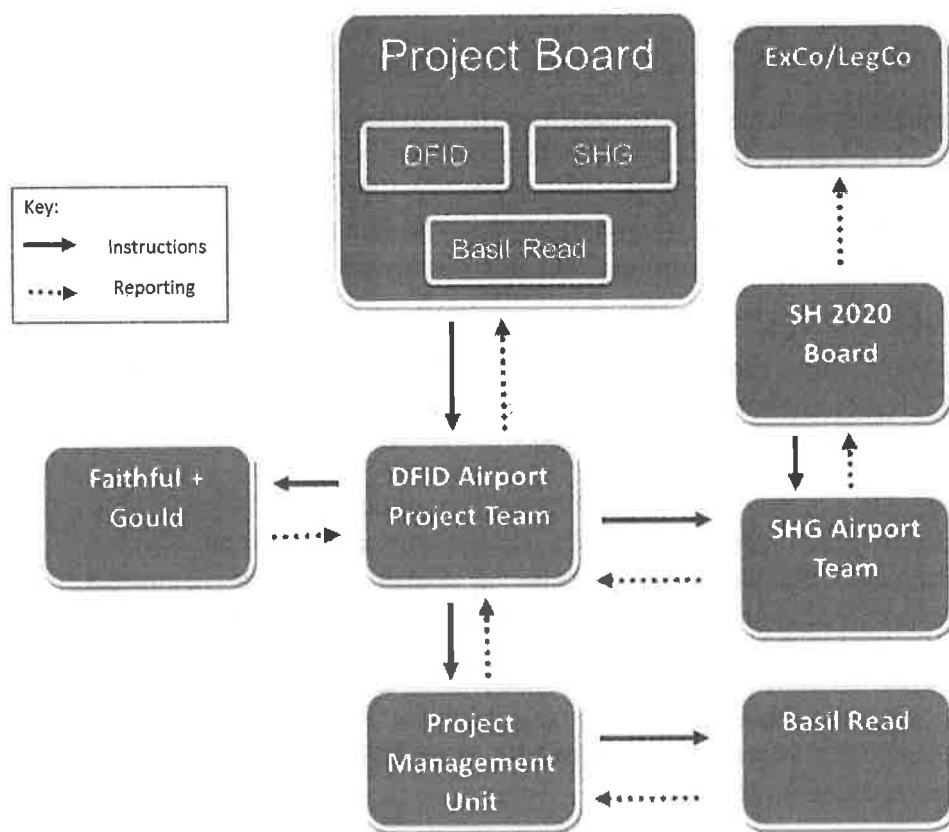 Project Board
DFID
SHG
Basil Read
ExCo/LegCo
Key:
Instructions
Reporting
SH 2020
Board
Faithful +
Gould
DFID Airport
Project Team
SHG Airport
Team
Project
Management
Unit
Basil Read